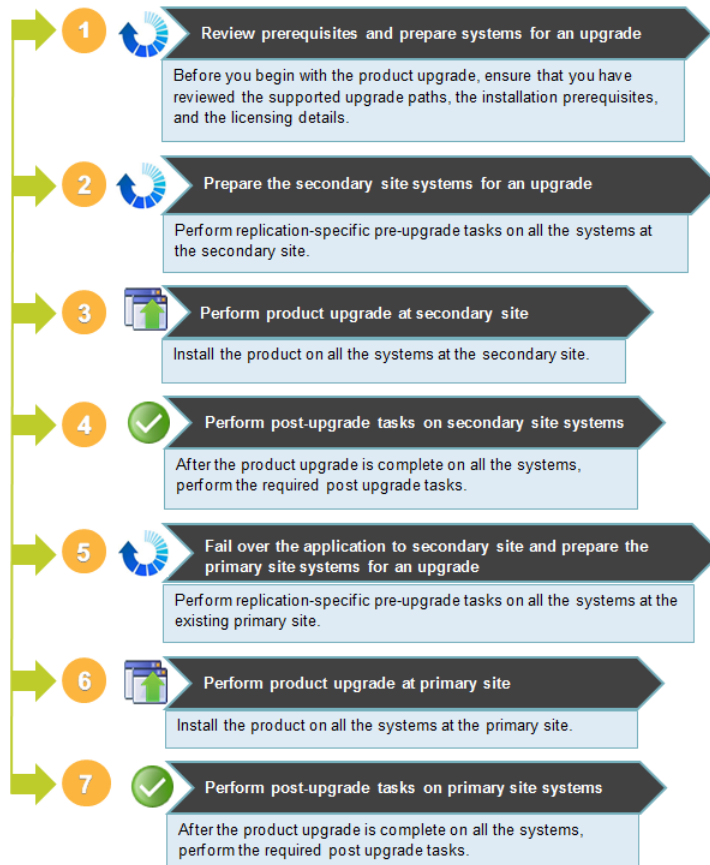 1
Review prerequisites and prepare systems for an upgrade
Before you begin with the product upgrade, ensure that you have
reviewed the supported upgrade paths, the installation prerequisites,
and the licensing details.
2
Prepare the secondary site systems for an upgrade
Perform replication-specific pre-upgrade tasks on all the systems at
the secondary site.
3
Perform product upgrade at secondary site
Install the product on all the systems at the secondary site.
4
Perform post-upgrade tasks on secondary site systems
After the product upgrade is complete on all the systems,
perform the required post upgrade tasks.
5
Fail over the application to secondary site and prepare the
primary site systems for an upgrade
Perform replication-specific pre-upgrade tasks on all the systems at the
existing primary site.
6
Perform product upgrade at primary site
Install the product on all the systems at the primary site.
7
Perform post-upgrade tasks on primary site systems
After the product upgrade is complete on all the systems,
perform the required post upgrade tasks.